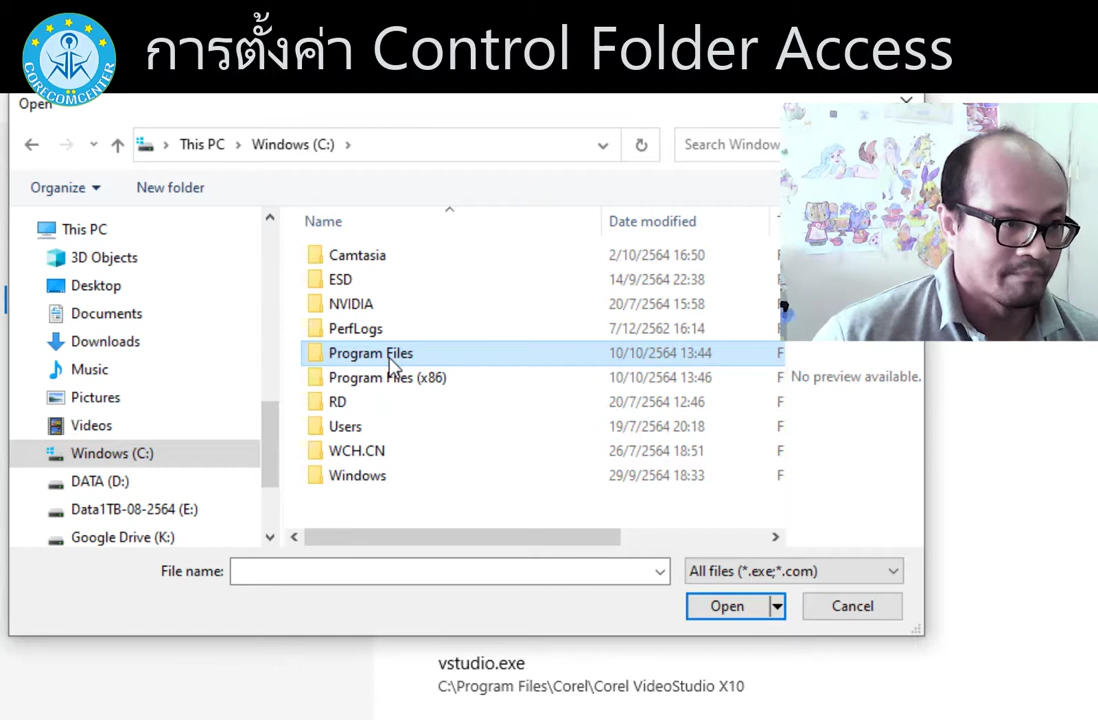 การตั้งค่า Control Folder Access
CORECOMCENTER
Open
This PC > Windows (C:) >
Search Window
Organize
New folder
Name
Date modified
T
This PC
3D Objects
Desktop
Documents
Downloads
Music
Pictures
Videos
Windows (C:)
DATA (D:)
Data1TB-08-2564 (E:)
Google Drive (K:)
Camtasia 2/10/2564 16:50 F
ESD 14/9/2564 22:38 F
NVIDIA 20/7/2564 15:58 F
PerfLogs 7/12/2562 16:14 F
Program Files 10/10/2564 13:44 F
Program Files (x86) 10/10/2564 13:46 F
RD 20/7/2564 12:46 F
Users 19/7/2564 20:18 F
WCH.CN 26/7/2564 18:51 F
Windows 29/9/2564 18:33 F
No preview available.
File name:
All files (*.exe;*.com)
Open
Cancel
vstudio.exe
C:\Program Files\Corel\Corel VideoStudio X10